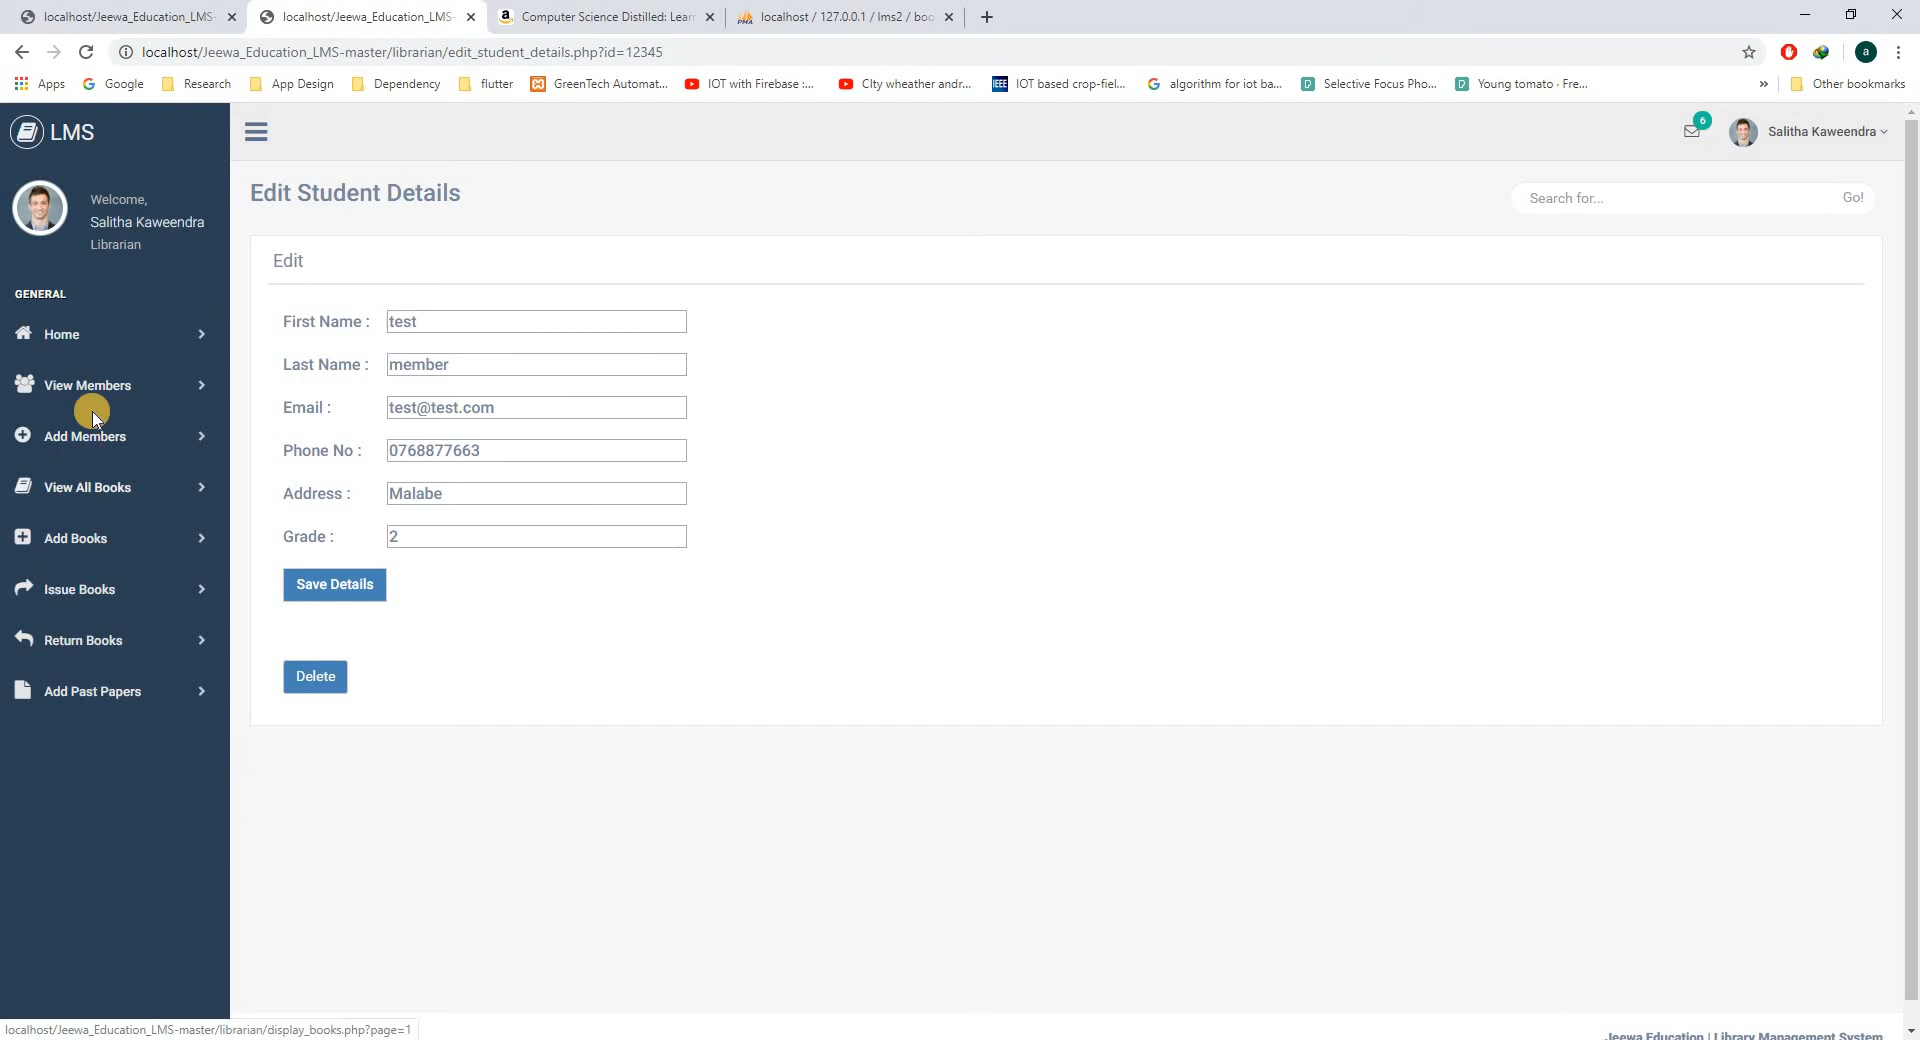 localhost/Jeewa_Education_LMS-
localhost/Jeewa_Education_LMS-
Computer Science Distilled: Lear
localhost / 127.0.0.1 / lms2 / boo
localhost/Jeewa_Education_LMS-master/librarian/edit_student_details.php?id=12345
a
Apps
Google
Research
App Design
Dependency
flutter
GreenTech Automat...
IOT with Firebase :...
CIty wheather andr...
IEEE
IOT based crop-fiel...
algorithm for iot ba...
Selective Focus Pho...
Young tomato · Fre...
»
Other bookmarks
LMS
6
Salitha Kaweendra
Welcome,
Salitha Kaweendra
Librarian
Edit Student Details
Search for...
Go!
Edit
GENERAL
Home
View Members
Add Members
View All Books
Add Books
Issue Books
Return Books
Add Past Papers
First Name : test
Last Name : member
Email : test@test.com
Phone No : 0768877663
Address : Malabe
Grade : 2
Save Details
Delete
localhost/Jeewa_Education_LMS-master/librarian/display_books.php?page=1
Jeewa Education | Library Management System